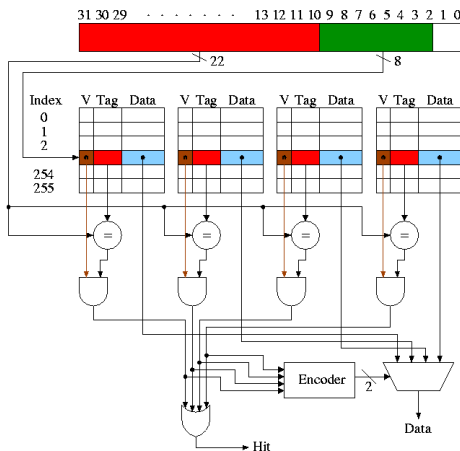 31 30 29 · · · · · · · · 13 12 11 10 9 8 7 6 5 4 3 2 1 0
22 8
Index V Tag Data V Tag Data V Tag Data V Tag Data
0
1
2
254
255
= = = =
Encoder
2
Data
Hit